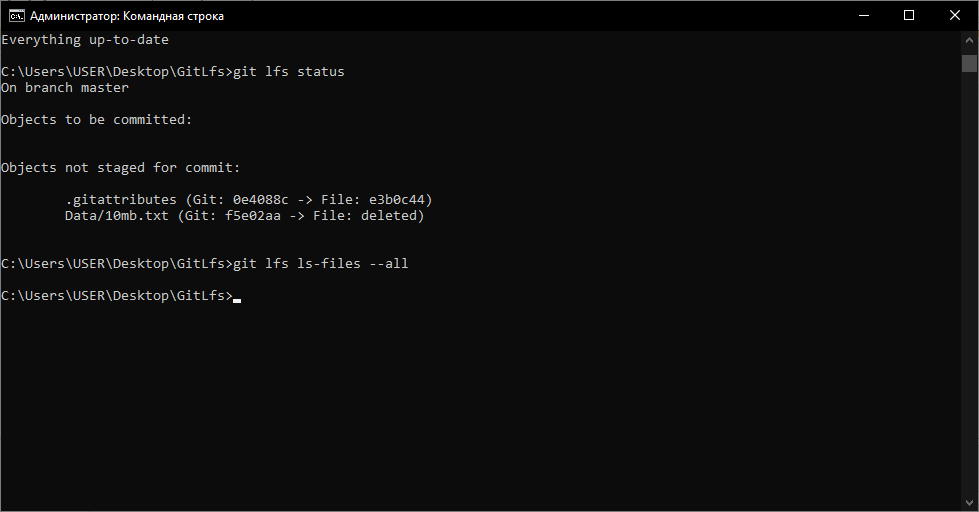 Администратор: Командная строка
Everything up-to-date
C:\Users\USER\Desktop\GitLfs>git lfs status
On branch master
Objects to be committed:
Objects not staged for commit:
.gitattributes (Git: 0e4088c -> File: e3b0c44)
Data/10mb.txt (Git: f5e02aa -> File: deleted)
C:\Users\USER\Desktop\GitLfs>git lfs ls-files --all
C:\Users\USER\Desktop\GitLfs>